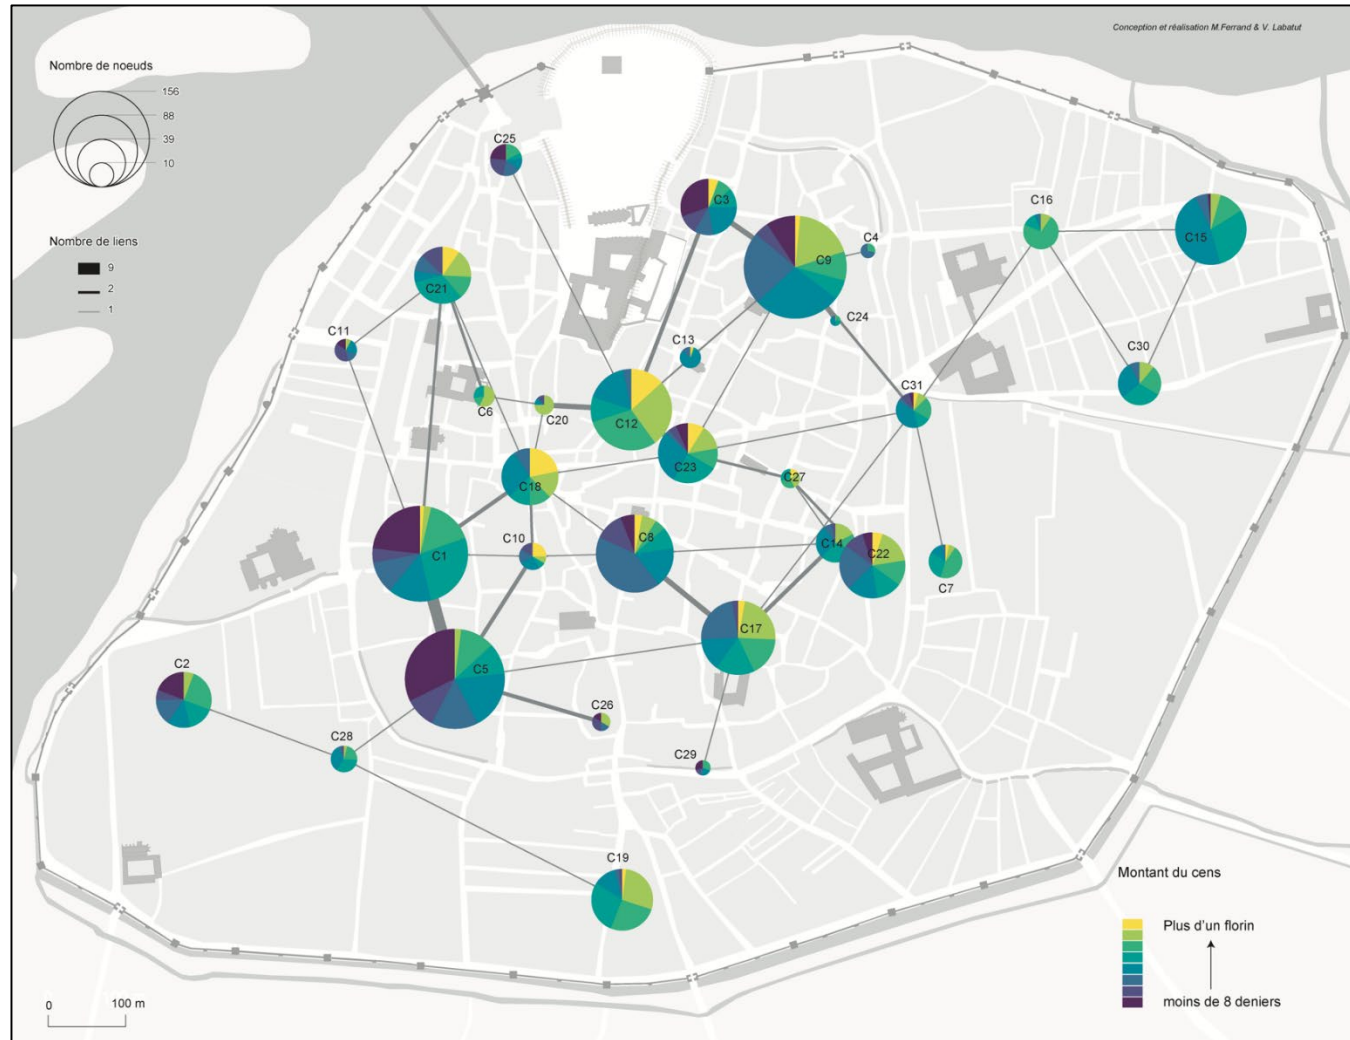 Conception et réalisation M.Ferrand & V. Labatut
Nombre de noeuds
156
88
39
10
Nombre de liens
9
2
1
C25
C3
C16
C15
C4
C9
C21
C24
C11
C13
C30
C31
C6
C20
C12
C23
C27
C18
C10
C8
C14
C22
C1
C7
C17
C2
C5
C26
C28
C29
C19
Montant du cens
Plus d'un florin
moins de 8 deniers
0 100 m